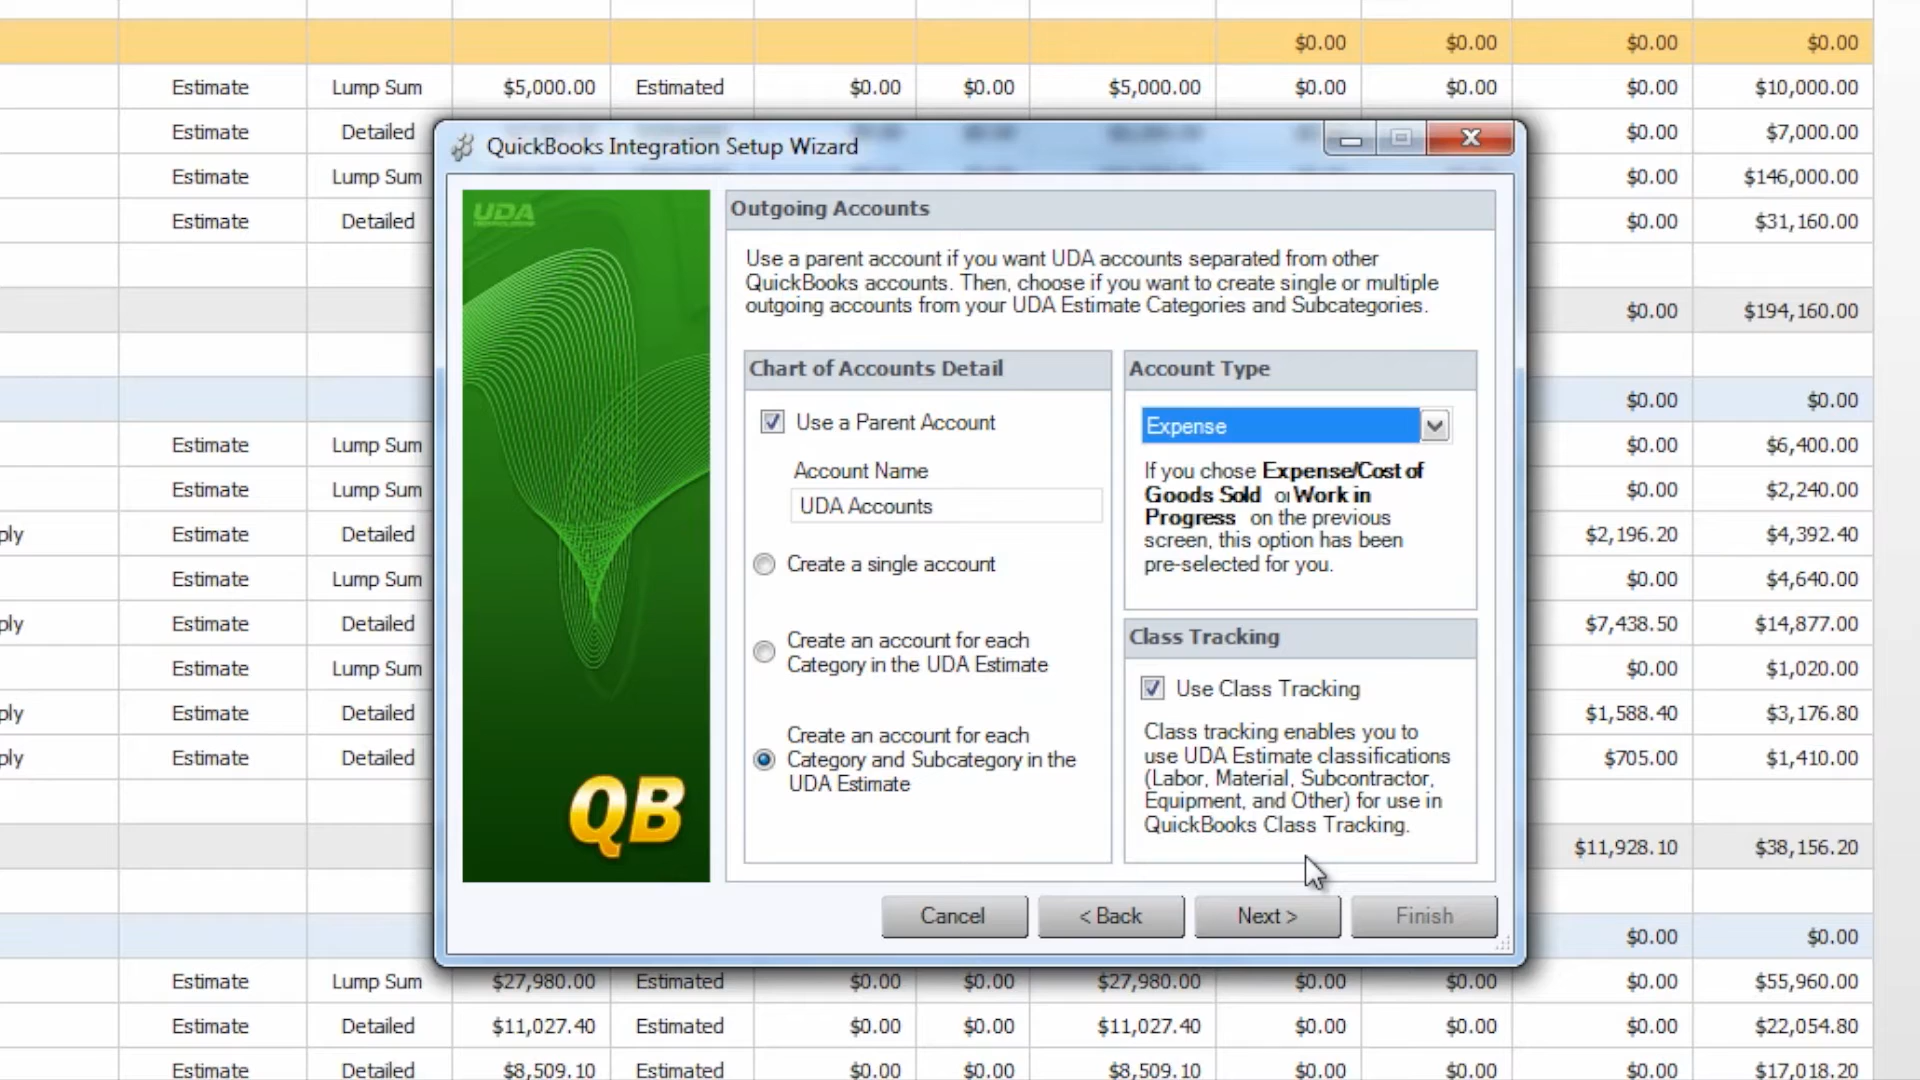 $0.00 $0.00 $0.00 $0.00
Estimate Lump Sum $5,000.00 Estimated $0.00 $0.00 $5,000.00 $0.00 $0.00 $0.00 $10,000.00
Estimate Detailed $0.00 $7,000.00
Estimate Lump Sum $0.00 $146,000.00
Estimate Detailed $0.00 $31,160.00
$0.00 $194,160.00
$0.00 $0.00
Estimate Lump Sum $0.00 $6,400.00
Estimate Lump Sum $0.00 $2,240.00
ply Estimate Detailed $2,196.20 $4,392.40
Estimate Lump Sum $0.00 $4,640.00
ply Estimate Detailed $7,438.50 $14,877.00
Estimate Lump Sum $0.00 $1,020.00
ply Estimate Detailed $1,588.40 $3,176.80
ply Estimate Detailed $705.00 $1,410.00
$11,928.10 $38,156.20
$0.00 $0.00
Estimate Lump Sum $27,980.00 Estimated $0.00 $0.00 $27,980.00 $0.00 $0.00 $0.00 $55,960.00
Estimate Detailed $11,027.40 Estimated $0.00 $0.00 $11,027.40 $0.00 $0.00 $0.00 $22,054.80
Estimate Detailed $8,509.10 Estimated $0.00 $0.00 $8,509.10 $0.00 $0.00 $0.00 $17,018.20
QuickBooks Integration Setup Wizard
UDA
QB
Outgoing Accounts
Use a parent account if you want UDA accounts separated from other
QuickBooks accounts. Then, choose if you want to create single or multiple
outgoing accounts from your UDA Estimate Categories and Subcategories.
Chart of Accounts Detail
Use a Parent Account
Account Name
UDA Accounts
Create a single account
Create an account for each
Category in the UDA Estimate
Create an account for each
Category and Subcategory in the
UDA Estimate
Account Type
Expense
If you chose Expense/Cost of
Goods Sold or Work in
Progress on the previous
screen, this option has been
pre-selected for you.
Class Tracking
Use Class Tracking
Class tracking enables you to
use UDA Estimate classifications
(Labor, Material, Subcontractor,
Equipment, and Other) for use in
QuickBooks Class Tracking.
Cancel
< Back
Next >
Finish